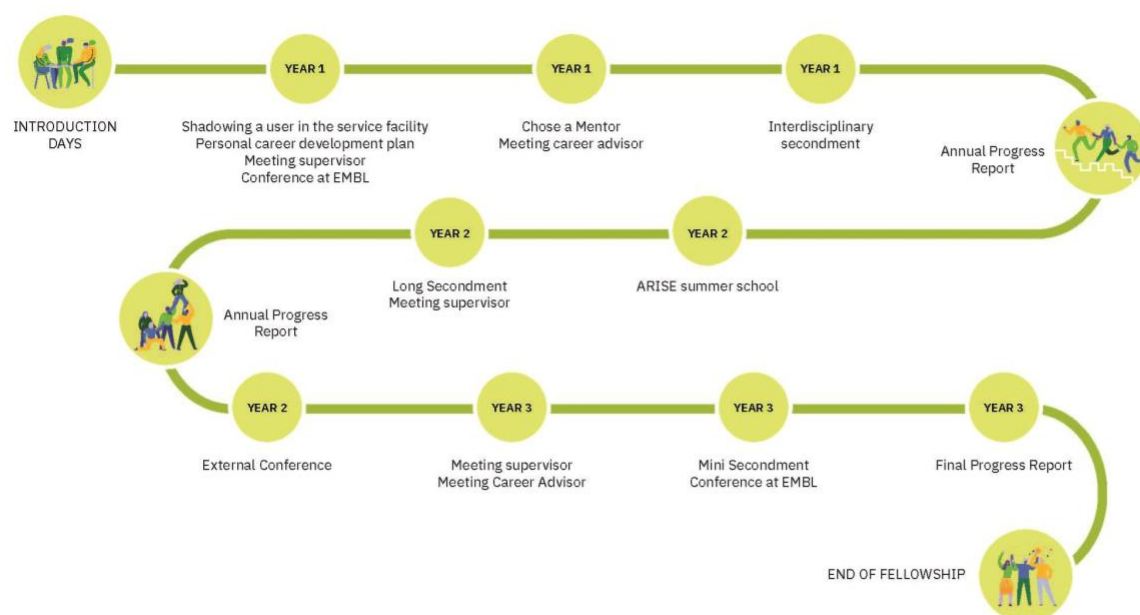 YEAR 1
YEAR 1
YEAR 1
INTRODUCTION
DAYS
Shadowing a user in the service facility
Personal career development plan
Meeting supervisor
Conference at EMBL
Chose a Mentor
Meeting career advisor
Interdisciplinary
secondment
Annual Progress
Report
YEAR 2
YEAR 2
Long Secondment
Meeting supervisor
ARISE summer school
Annual Progress
Report
YEAR 2
YEAR 3
YEAR 3
YEAR 3
External Conference
Meeting supervisor
Meeting Career Advisor
Mini Secondment
Conference at EMBL
Final Progress Report
END OF FELLOWSHIP